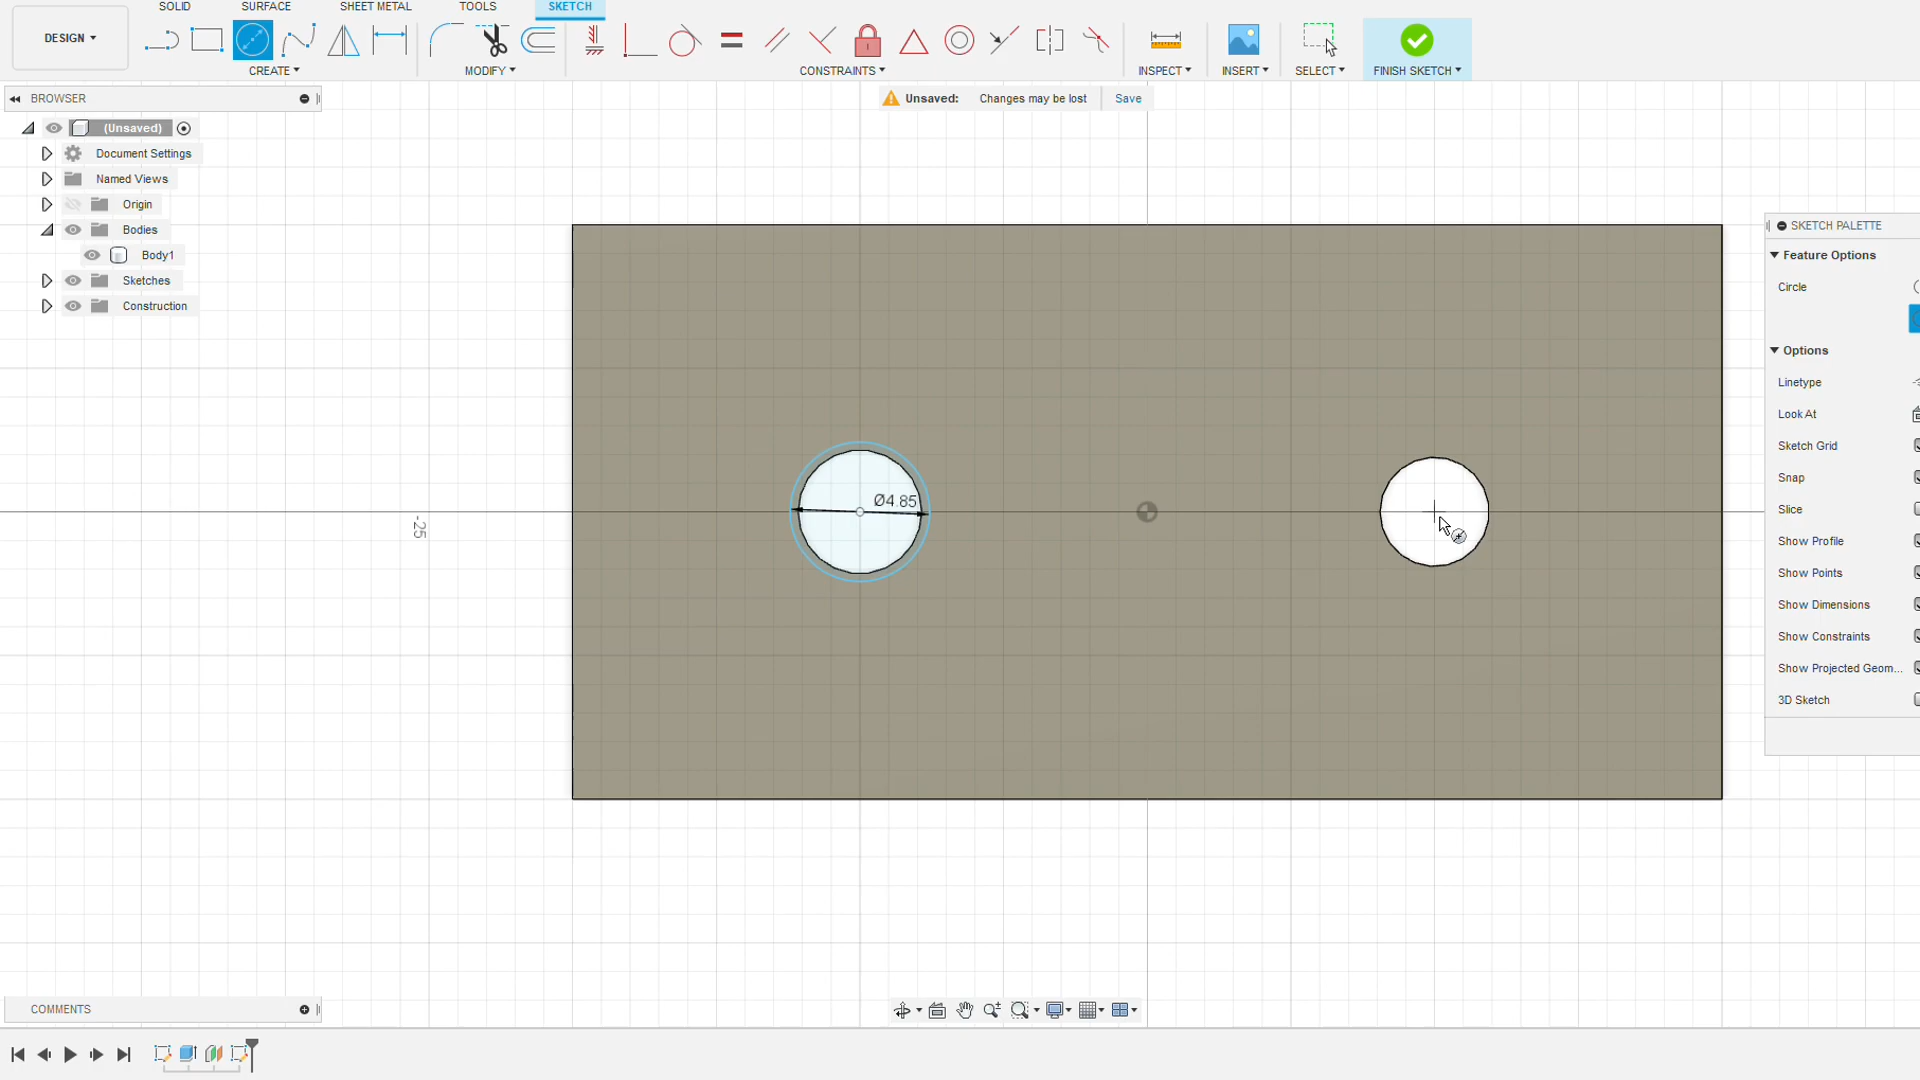 SOLID SURFACE SHEET METAL TOOLS SKETCH
DESIGN
CREATE MODIFY CONSTRAINTS INSPECT INSERT SELECT FINISH SKETCH
BROWSER
Unsaved: Changes may be lost Save
(Unsaved)
Document Settings
Named Views
Origin
Bodies
Body1
Sketches
Construction
-25
Ø4.85
SKETCH PALETTE
Feature Options
Circle
Options
Linetype
Look At
Sketch Grid
Snap
Slice
Show Profile
Show Points
Show Dimensions
Show Constraints
Show Projected Geom...
3D Sketch
COMMENTS